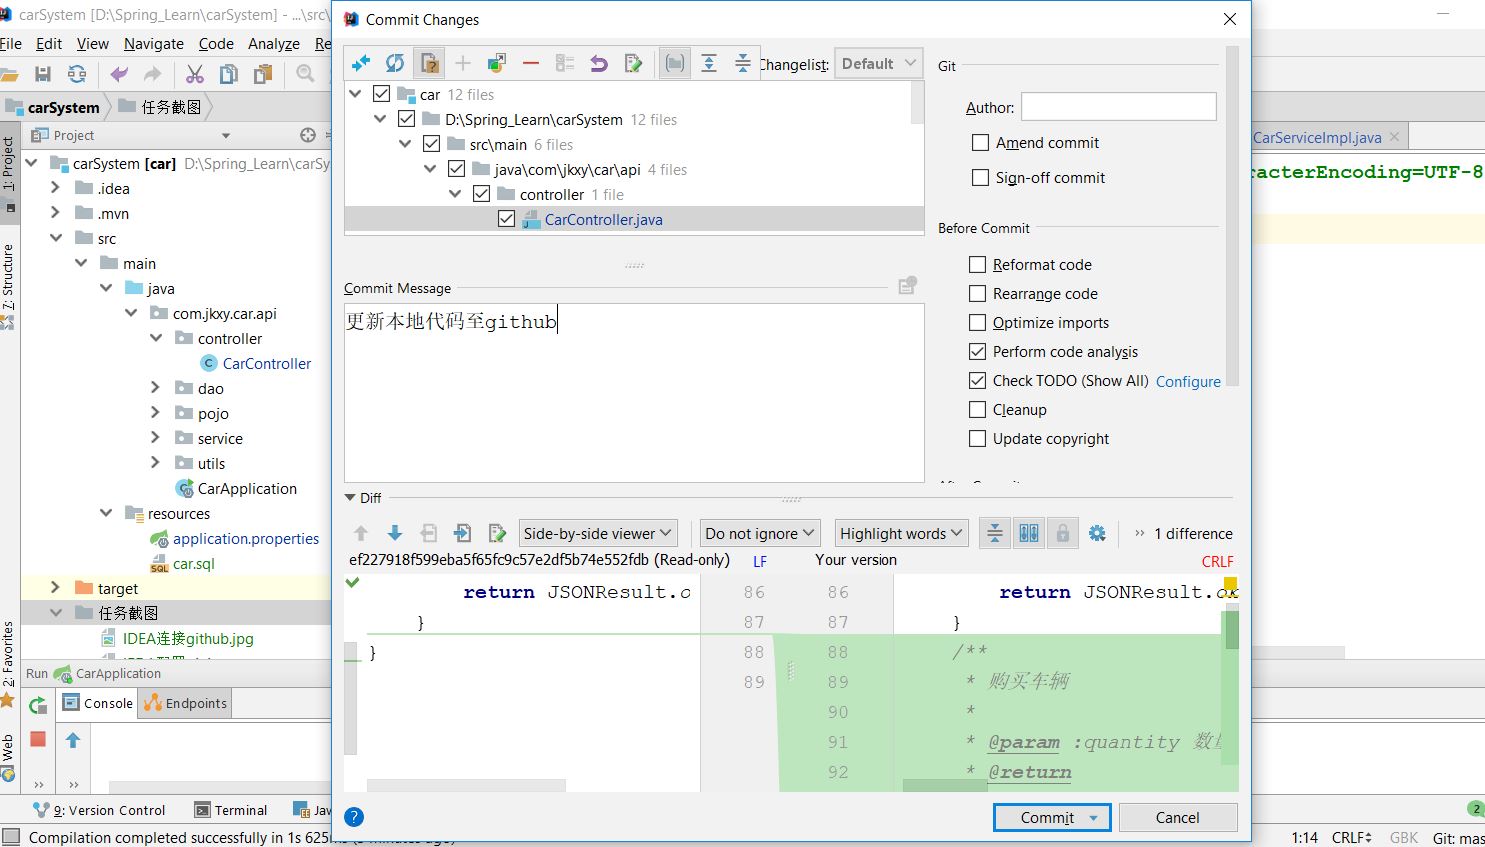 carSystem [D:\Spring_Learn\carSystem] - ...\src\
Commit Changes
File Edit View Navigate Code Analyze Re
carSystem 任务截图
Project
carSystem [car] D:\Spring_Learn\carSy
.idea
.mvn
src
main
java
com.jkxy.car.api
controller
CarController
dao
pojo
service
utils
CarApplication
resources
application.properties
car.sql
target
任务截图
IDEA连接github.jpg
1: Project
7: Structure
2: Favorites
Web
Changelist: Default
car 12 files
D:\Spring_Learn\carSystem 12 files
src\main 6 files
java\com\jkxy\car\api 4 files
controller 1 file
CarController.java
Commit Message
更新本地代码至github
Git
Author:
Amend commit
Sign-off commit
Before Commit
Reformat code
Rearrange code
Optimize imports
Perform code analysis
Check TODO (Show All) Configure
Cleanup
Update copyright
CarServiceImpl.java
racterEncoding=UTF-8
Diff
Side-by-side viewer Do not ignore Highlight words 1 difference
ef227918f599eba5f65fc9c57e2df5b74e552fdb (Read-only) LF Your version CRLF
return JSONResult.o 86 86 return JSONResult.ok
} 87 87 }
} 88 88 /**
89 89 * 购买车辆
90 *
91 * @param :quantity 数量
92 * @return
Commit Cancel
Run CarApplication
Console Endpoints
9: Version Control Terminal Jav
2
Compilation completed successfully in 1s 625ms
1:14 CRLF GBK Git: mas